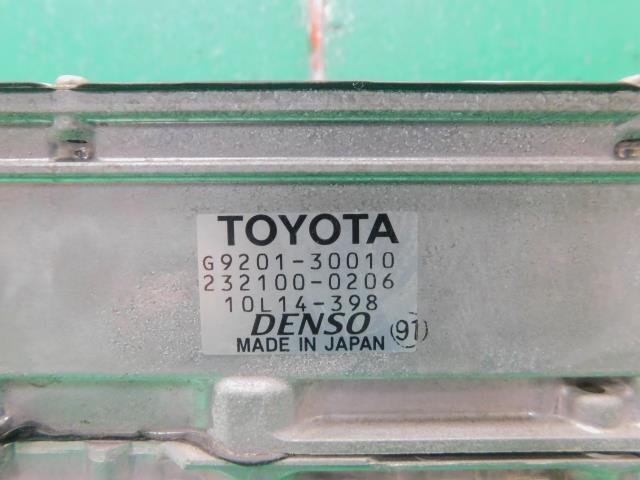 TOYOTA
G9201-30010
232100-0206
10L14-398
DENSO 91
MADE IN JAPAN